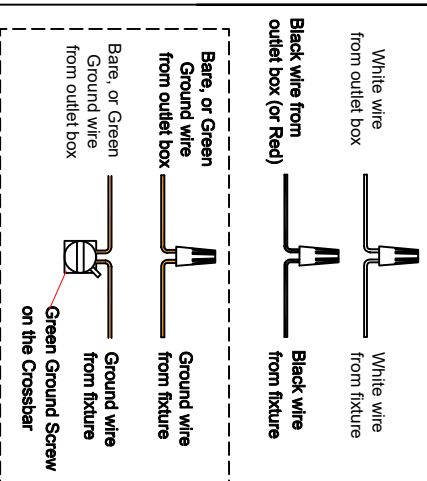 White wire
from outlet box
White wire
from fixture
Black wire from
outlet box (or Red)
Black wire
from fixture
Bare, or Green
Ground wire
from outlet box
Ground wire
from fixture
Bare, or Green
Ground wire
from outlet box
Ground wire
from fixture
Green Ground Screw
on the Crossbar